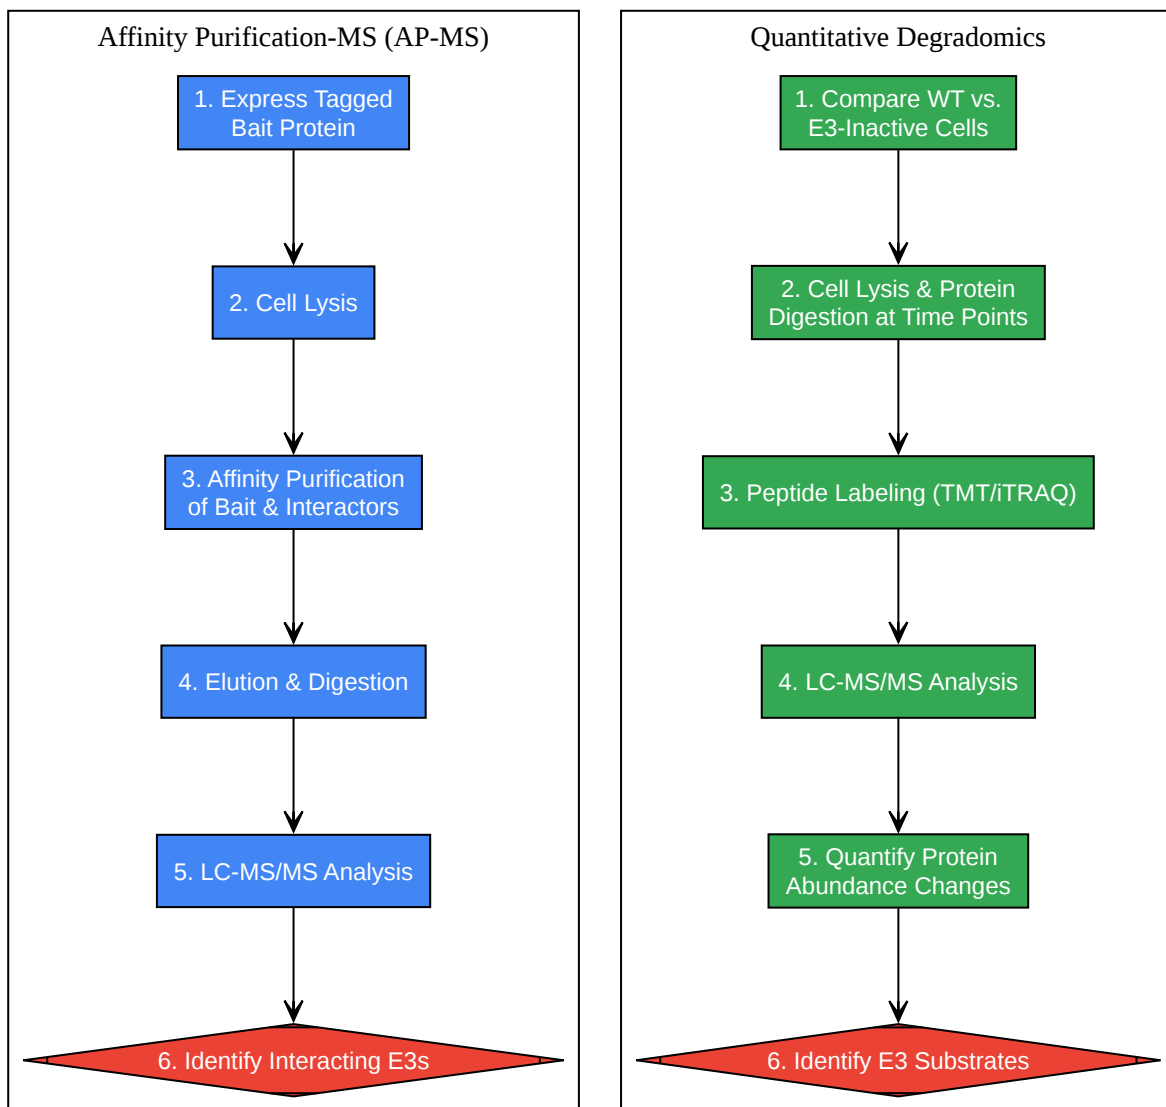 Affinity Purification-MS (AP-MS)
1. Express Tagged
Bait Protein
2. Cell Lysis
3. Affinity Purification
of Bait & Interactors
4. Elution & Digestion
5. LC-MS/MS Analysis
6. Identify Interacting E3s
Quantitative Degradomics
1. Compare WT vs.
E3-Inactive Cells
2. Cell Lysis & Protein
Digestion at Time Points
3. Peptide Labeling (TMT/iTRAQ)
4. LC-MS/MS Analysis
5. Quantify Protein
Abundance Changes
6. Identify E3 Substrates